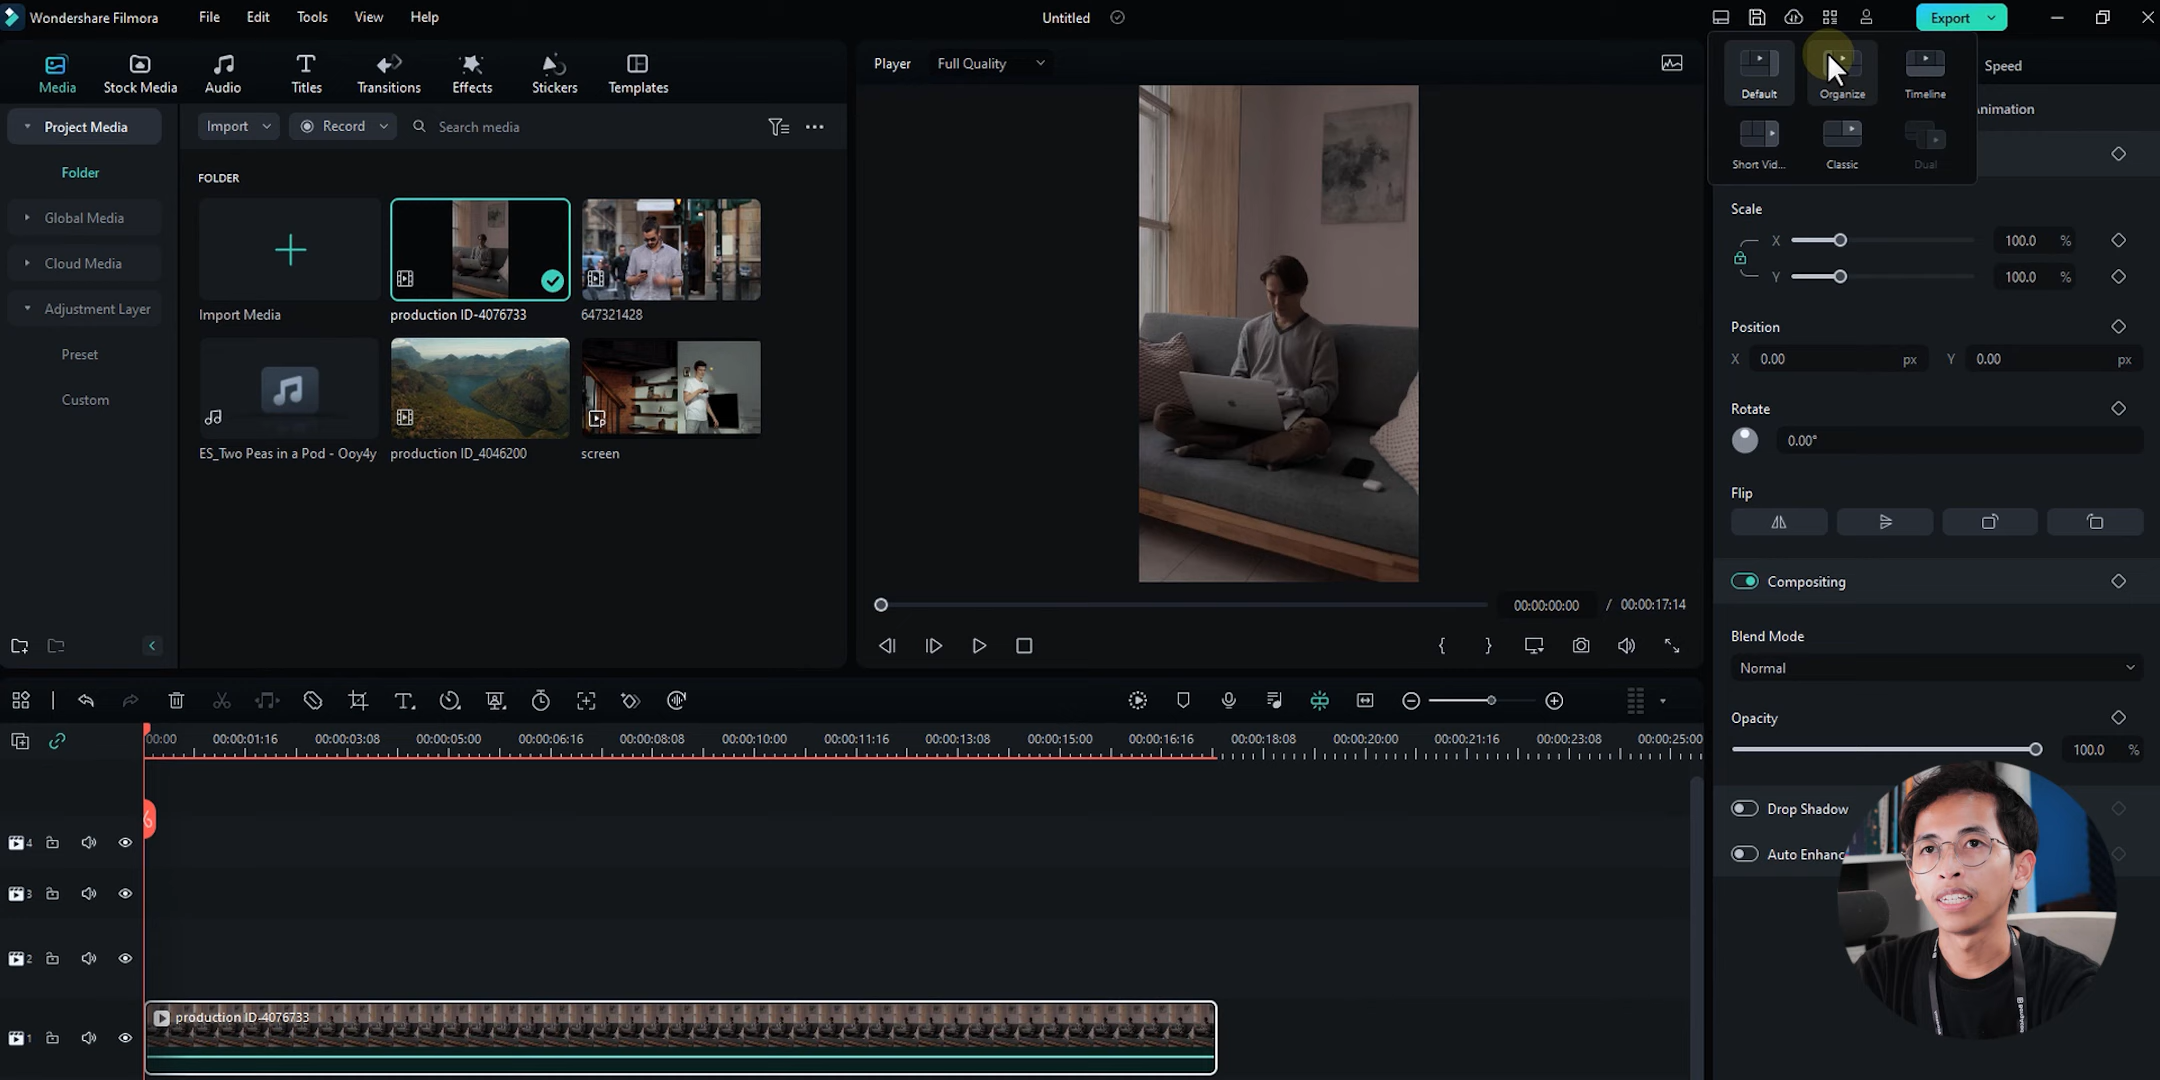 Wondershare Filmora File Edit Tools View Help Untitled Export
Media Stock Media Audio Titles Transitions Effects Stickers Templates
Player Full Quality
Default Organize Timeline
Short Vid... Classic Dual
Speed
Animation
Project Media
Folder
Global Media
Cloud Media
Adjustment Layer
Preset
Custom
Import Record Search media
FOLDER
Import Media production ID-4076733 647321428
ES_Two Peas in a Pod - Ooy4y production ID_4046200 screen
00:00:00:00 / 00:00:17:14
Scale
X 100.0 %
Y 100.0 %
Position
X 0.00 px Y 0.00 px
Rotate
0.00°
Flip
Compositing
Blend Mode
Normal
Opacity
100.0 %
Drop Shadow
Auto Enhanc
00:00 00:00:01:16 00:00:03:08 00:00:05:00 00:00:06:16 00:00:08:08 00:00:10:00 00:00:11:16 00:00:13:08 00:00:15:00 00:00:16:16 00:00:18:08 00:00:20:00 00:00:21:16 00:00:23:08 00:00:25:00
4
3
2
1
production ID-4076733